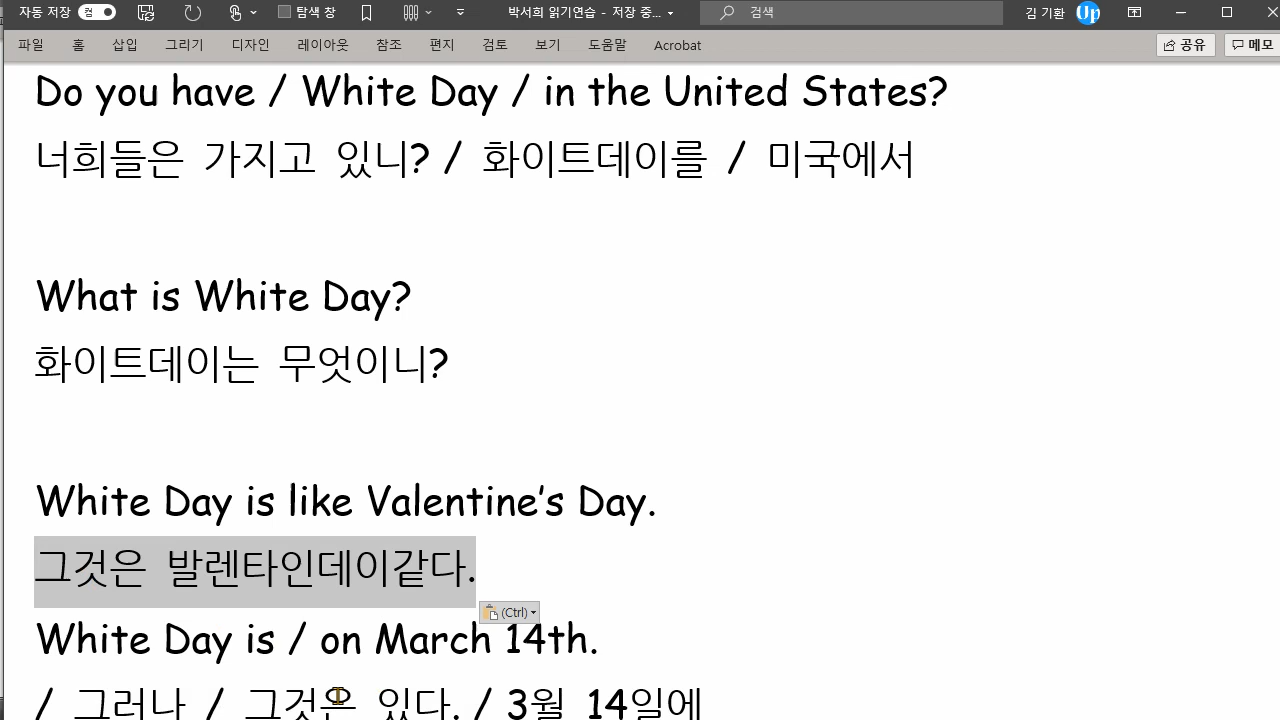 자동 저장 컴 탐색 창 박서희 읽기연습 - 저장 중... 검색 김 기환 Up
파일 홈 삽입 그리기 디자인 레이아웃 참조 편지 검토 보기 도움말 Acrobat 공유 메모
Do you have / White Day / in the United States?
너희들은 가지고 있니? / 화이트데이를 / 미국에서
What is White Day?
화이트데이는 무엇이니?
White Day is like Valentine's Day.
그것은 발렌타인데이같다.
(Ctrl)
White Day is / on March 14th.
/ 그러나 / 그것은 있다. / 3월 14일에